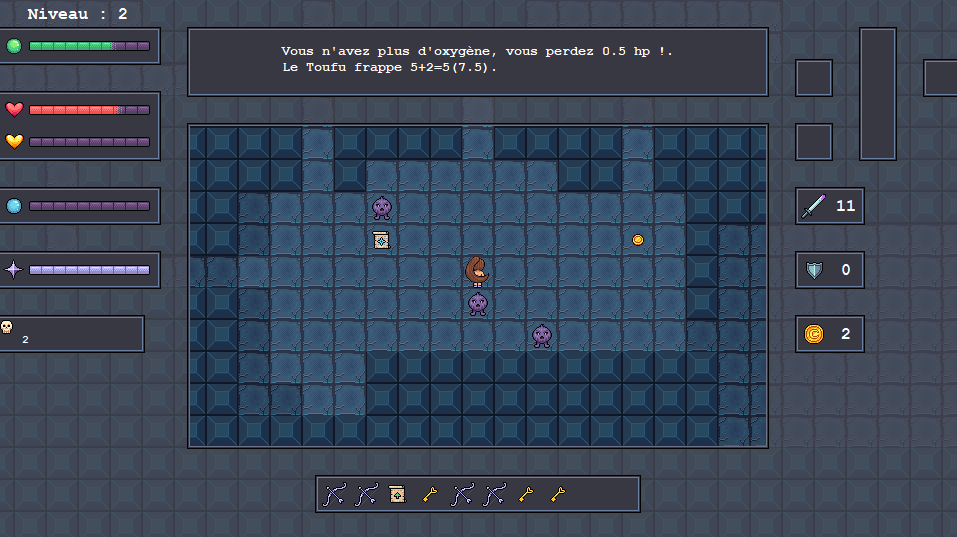 Niveau : 2
Vous n'avez plus d'oxygène, vous perdez 0.5 hp !.
Le Toufu frappe 5+2=5(7.5).
11
0
2
2